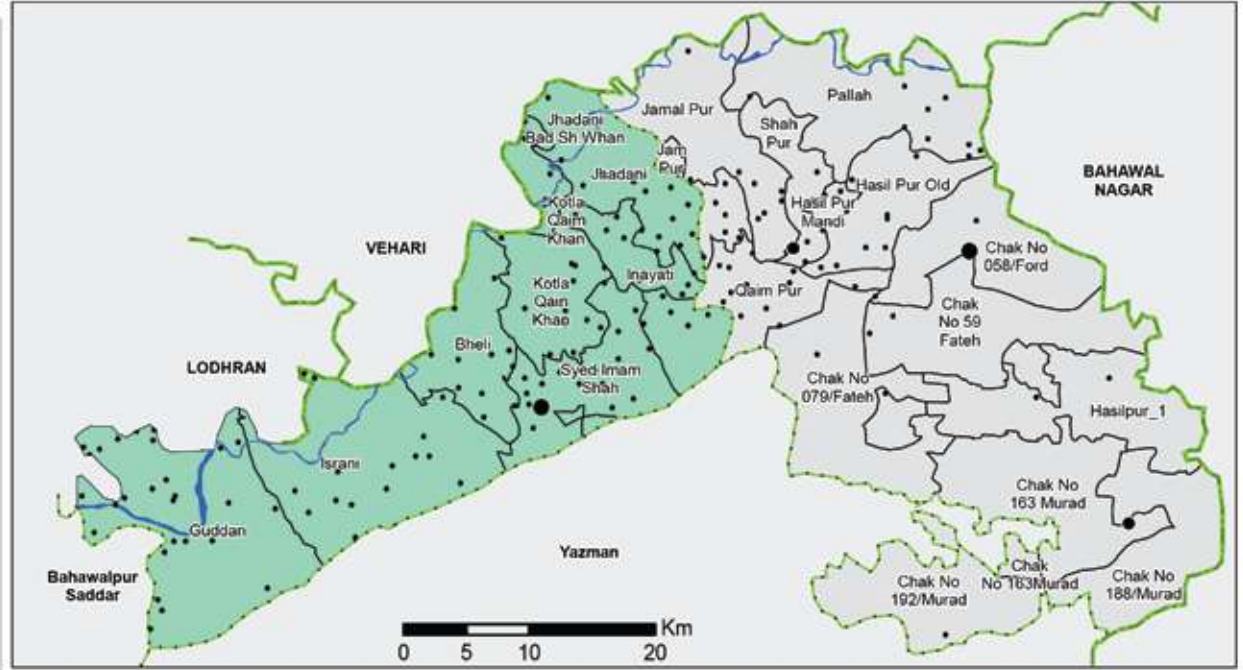 Jamal Pur
Pallah
Jhadani
Bad Sh Whan
Shah
Pur
Jam
Pur
BAHAWAL
NAGAR
Jhadani
Hasil Pur Old
Kotla
Qaim
Khan
Hasil Pur
Mandi
VEHARI
Chak No
058/Ford
Inayati
Kotla
Qain
Khan
Qaim Pur
Chak
No 59
Fateh
Bheli
LODHRAN
Syed Imam
Shah
Chak No
079/Fateh
Hasilpur_1
Israni
Chak No
163 Murad
Guddan
Yazman
Bahawalpur
Saddar
Chak No
192/Murad
Chak
No 163Murad
Chak No
188/Murad
Km
0 5 10 20